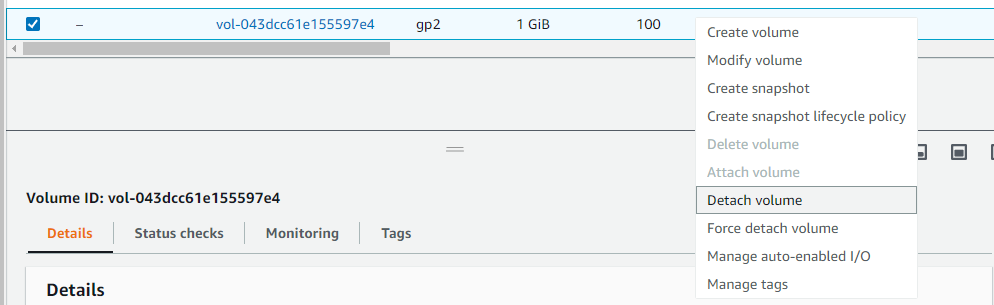 – vol-043dcc61e155597e4 gp2 1 GiB 100
Create volume
Modify volume
Create snapshot
Create snapshot lifecycle policy
Delete volume
Attach volume
Detach volume
Force detach volume
Manage auto-enabled I/O
Manage tags
Volume ID: vol-043dcc61e155597e4
Details Status checks Monitoring Tags
Details